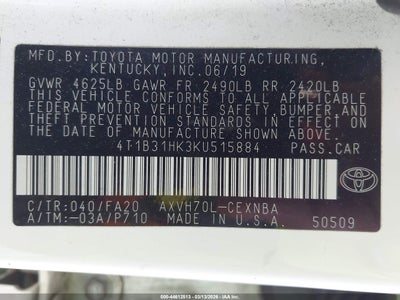 MFD.BY:TOYOTA MOTOR MANUFACTURING,
KENTUCKY,INC.06/19
GVWR 4625LB GAWR FR 2490LB RR 2420LB
THIS VEHICLE CONFORMS TO ALL APPLICABLE
FEDERAL MOTOR VEHICLE SAFETY, BUMPER, AND
THEFT PREVENTION STANDARDS IN EFFECT ON
THE DATE OF MANUFACTURE SHOWN ABOVE.
4T1B31HK3KU515884 PASS.CAR
C/TR:040/FA20 AXVH70L-CEXNBA
A/TM:-03A/P710 MADE IN U.S.A. 50509
500-44612513 - 03/13/2026 - IAAI.COM